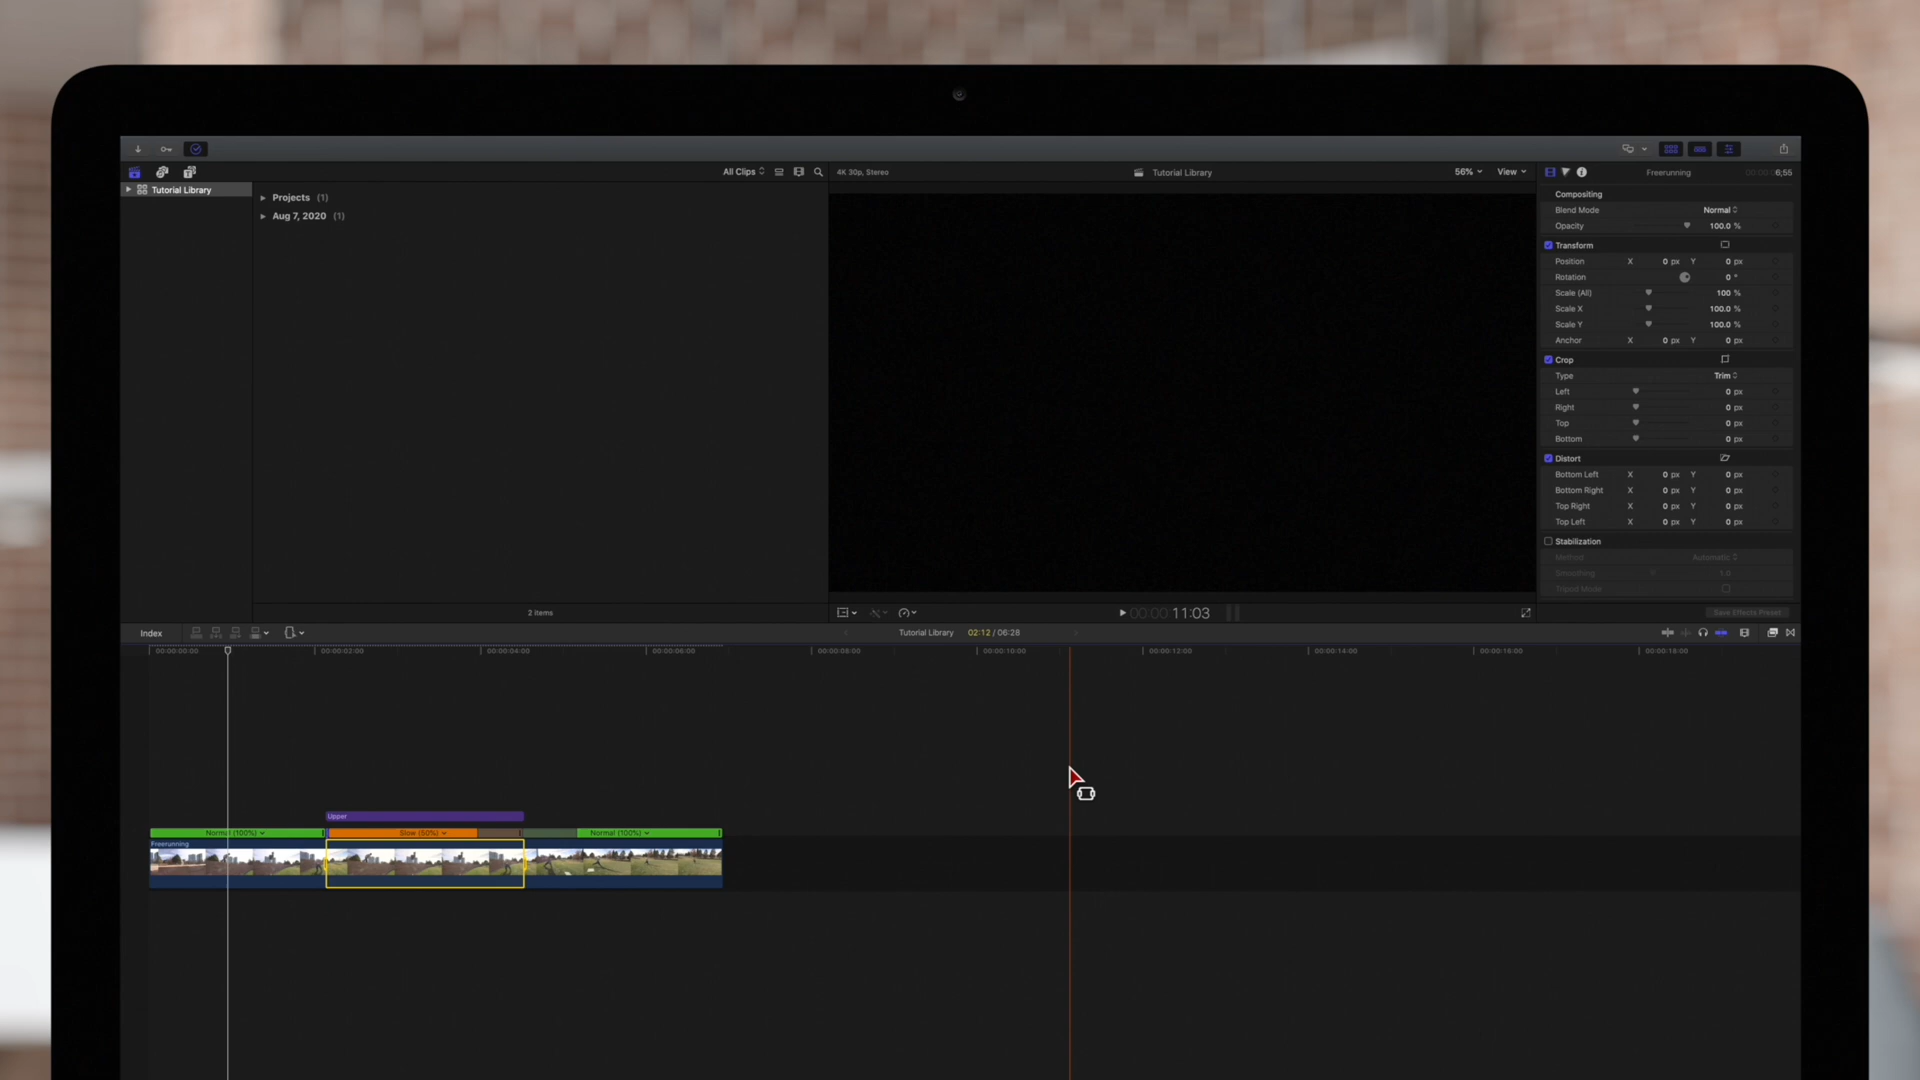 All Clips
4K 30p, Stereo
Tutorial Library
56%
View
Freerunning
6;55
Tutorial Library
Projects (1)
Aug 7, 2020 (1)
Compositing
Blend Mode
Normal
Opacity
100.0 %
Transform
Position X 0 px Y 0 px
Rotation 0 °
Scale (All) 100 %
Scale X 100.0 %
Scale Y 100.0 %
Anchor X 0 px Y 0 px
Crop
Type Trim
Left 0 px
Right 0 px
Top 0 px
Bottom 0 px
Distort
Bottom Left X 0 px Y 0 px
Bottom Right X 0 px Y 0 px
Top Right X 0 px Y 0 px
Top Left X 0 px Y 0 px
Stabilization
Method Automatic
Smoothing 1.0
Tripod Mode
2 items
00:00:11:03
Save Effects Preset
Index
Tutorial Library
02:12 / 06:28
00:00:00:00
00:00:02:00
00:00:04:00
00:00:06:00
00:00:08:00
00:00:10:00
00:00:12:00
00:00:14:00
00:00:16:00
00:00:18:00
Upper
Normal (100%)
Slow (50%)
Normal (100%)
Freerunning